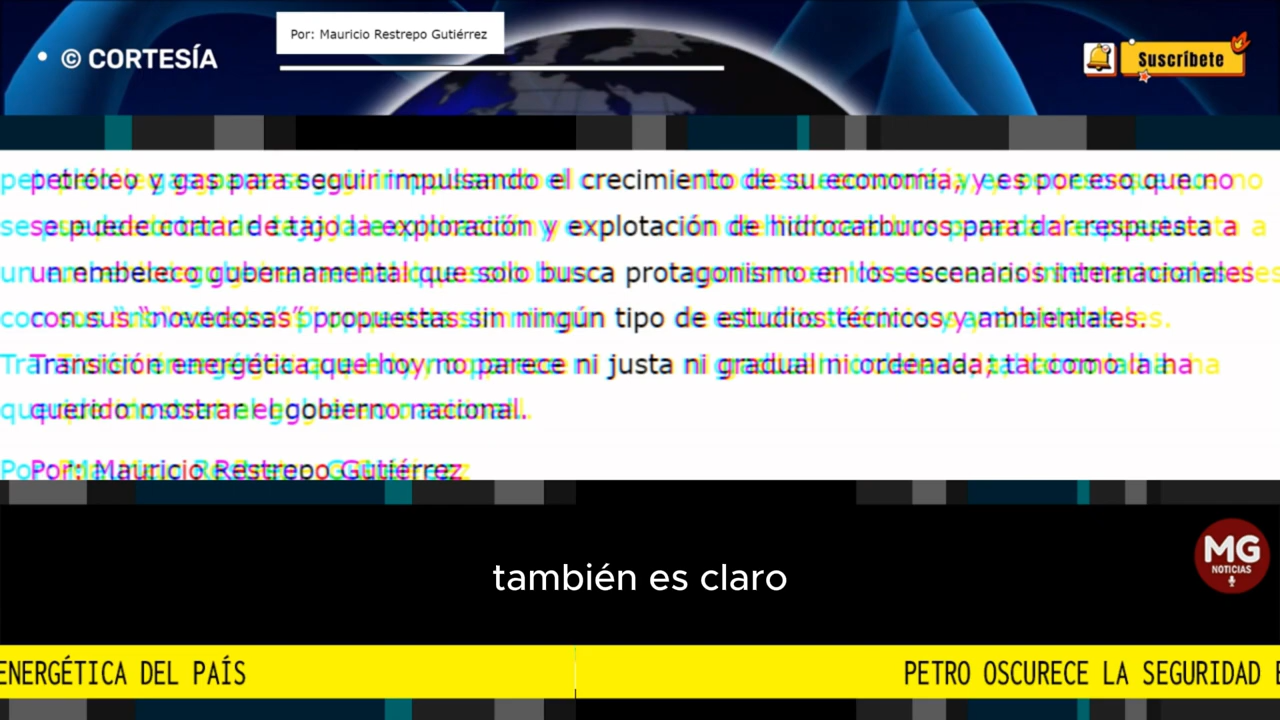 Por: Mauricio Restrepo Gutiérrez
• © CORTESÍA
Suscríbete
petróleo y gas para seguir impulsando el crecimiento de su economía, y es por eso que no
se puede cortar de tajo la exploración y explotación de hidrocarburos para dar respuesta a
un embeleco gubernamental que solo busca protagonismo en los escenarios internacionales
con sus “novedosas” propuestas sin ningún tipo de estudios técnicos y ambientales.
Transición energética que hoy no parece ni justa ni gradual ni ordenada, tal como la ha
querido mostrar el gobierno nacional.
Por: Mauricio Restrepo Gutiérrez
MG
NOTICIAS
también es claro
ENERGÉTICA DEL PAÍS
PETRO OSCURECE LA SEGURIDAD